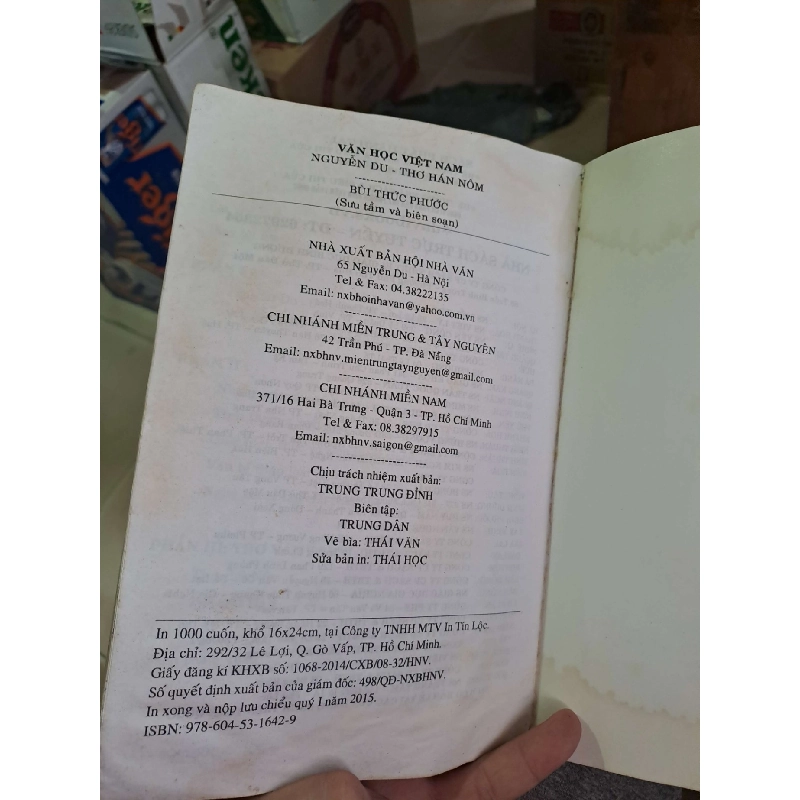 ken
Tiger
VĂN HỌC VIỆT NAM
NGUYỄN DU - THƠ HÁN NÔM
BÙI THỨC PHƯỚC
(Sưu tầm và biên soạn)
NHÀ XUẤT BẢN HỘI NHÀ VĂN
65 Nguyễn Du - Hà Nội
Tel & Fax: 04.38222135
Email: nxbhoinhavan@yahoo.com.vn
CHI NHÁNH MIỀN TRUNG & TÂY NGUYÊN
42 Trần Phú - TP. Đà Nẵng
Email: nxbhnv.mientrungtaynguyen@gmail.com
CHI NHÁNH MIỀN NAM
371/16 Hai Bà Trưng - Quận 3 - TP. Hồ Chí Minh
Tel & Fax: 08.38297915
Email: nxbhnv.saigon@gmail.com
Chịu trách nhiệm xuất bản:
TRUNG TRUNG ĐỈNH
Biên tập:
TRUNG DÂN
Vẽ bìa: THÁI VĂN
Sửa bản in: THÁI HỌC
In 1000 cuốn, khổ 16x24cm, tại Công ty TNHH MTV In Tín Lộc.
Địa chỉ: 292/32 Lê Lợi, Q. Gò Vấp, TP. Hồ Chí Minh.
Giấy đăng kí KHXB số: 1068-2014/CXB/08-32/HNV.
Số quyết định xuất bản của giám đốc: 498/QĐ-NXBHNV.
In xong và nộp lưu chiểu quý I năm 2015.
ISBN: 978-604-53-1642-9